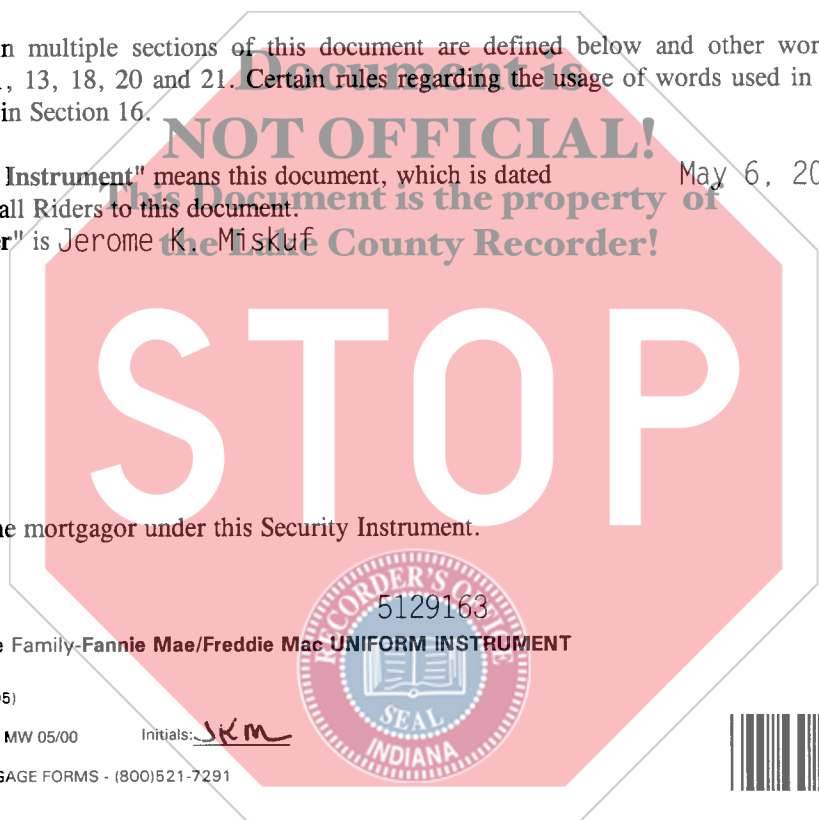 n multiple sections of this document are defined below and other wor
, 13, 18, 20 and 21. Certain rules regarding the usage of words used in
in Section 16.
Document is
NOT OFFICIAL!
This Document is the property of
the Lake County Recorder!
Instrument" means this document, which is dated May 6, 20
all Riders to this document.
r" is Jerome K. Miskuf
STOP
e mortgagor under this Security Instrument.
RECORDER'S OFFICE
SEAL
INDIANA
5129163
e Family-Fannie Mae/Freddie Mac UNIFORM INSTRUMENT
5)
MW 05/00 Initials: JKM
GAGE FORMS - (800)521-7291